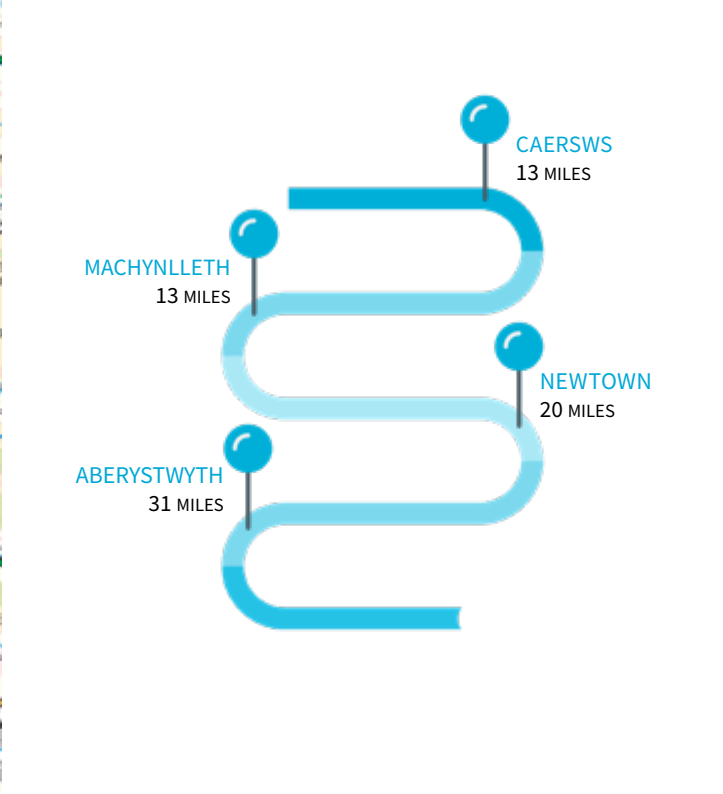 CAERSWS
13 MILES
MACHYNLLETH
13 MILES
NEWTOWN
20 MILES
ABERYSTWYTH
31 MILES